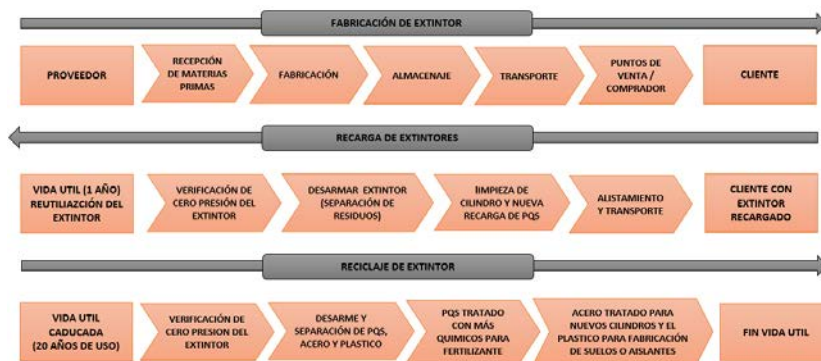 FABRICACIÓN DE EXTINTOR
PROVEEDOR
RECEPCIÓN
DE MATERIAS
PRIMAS
FABRICACIÓN
ALMACENAJE
TRANSPORTE
PUNTOS DE
VENTA /
COMPRADOR
CLIENTE
RECARGA DE EXTINTORES
VIDA UTIL (1 AÑO)
REUTILIAZCIÓN DEL
EXTINTOR
VERIFICACIÓN DE
CERO PRESIÓN DEL
EXTINTOR
DESARMAR EXTINTOR
(SEPARACIÓN DE
RESIDUOS)
lIMPIEZA DE
CILINDRO Y NUEVA
RECARGA DE PQS
ALISTAMIENTO
Y TRANSPORTE
CLIENTE CON
EXTINTOR
RECARGADO
RECICLAJE DE EXTINTOR
VIDA UTIL
CADUCADA
(20 AÑOS DE USO)
VERIFICACIÓN DE
CERO PRESION DEL
EXTINTOR
DESARME Y
SEPARACIÓN DE PQS,
ACERO Y PLASTICO
PQS TRATADO
CON MÁS
QUIMICOS PARA
FERTILIZANTE
ACERO TRATADO PARA
NUEVOS CILINDROS Y EL
PLASTICO PARA FABRICACIÓN
DE SUELOS O AISLANTES
FIN VIDA UTIL